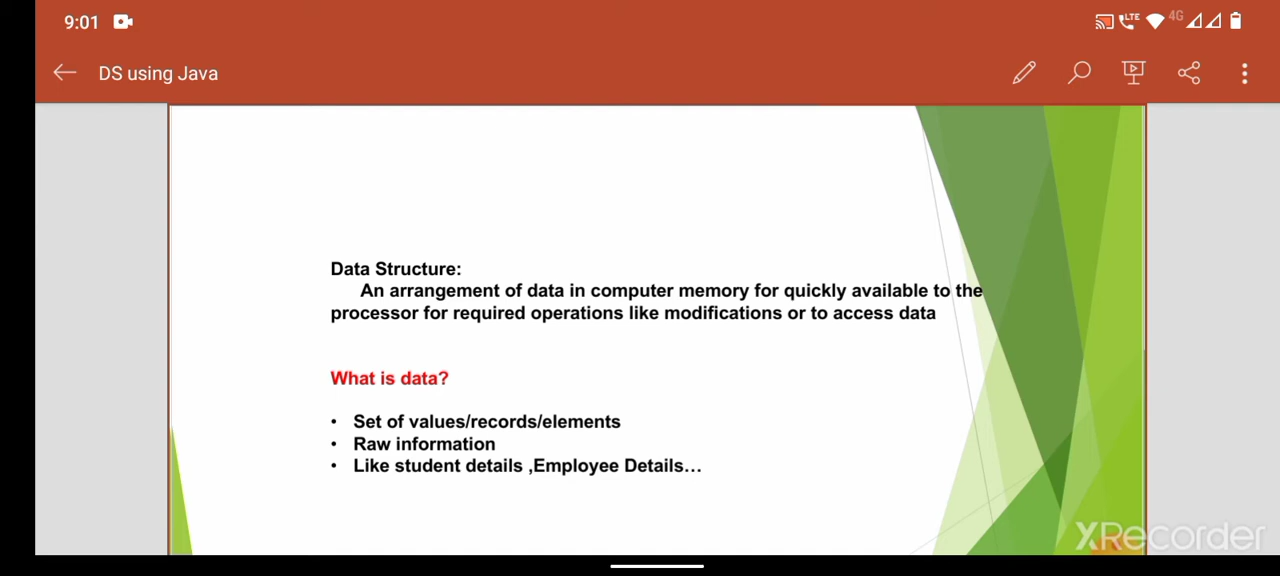 9:01
LTE 4G
DS using Java
Data Structure:
An arrangement of data in computer memory for quickly available to the
processor for required operations like modifications or to access data
What is data?
• Set of values/records/elements
• Raw information
• Like student details ,Employee Details...
XRecorder